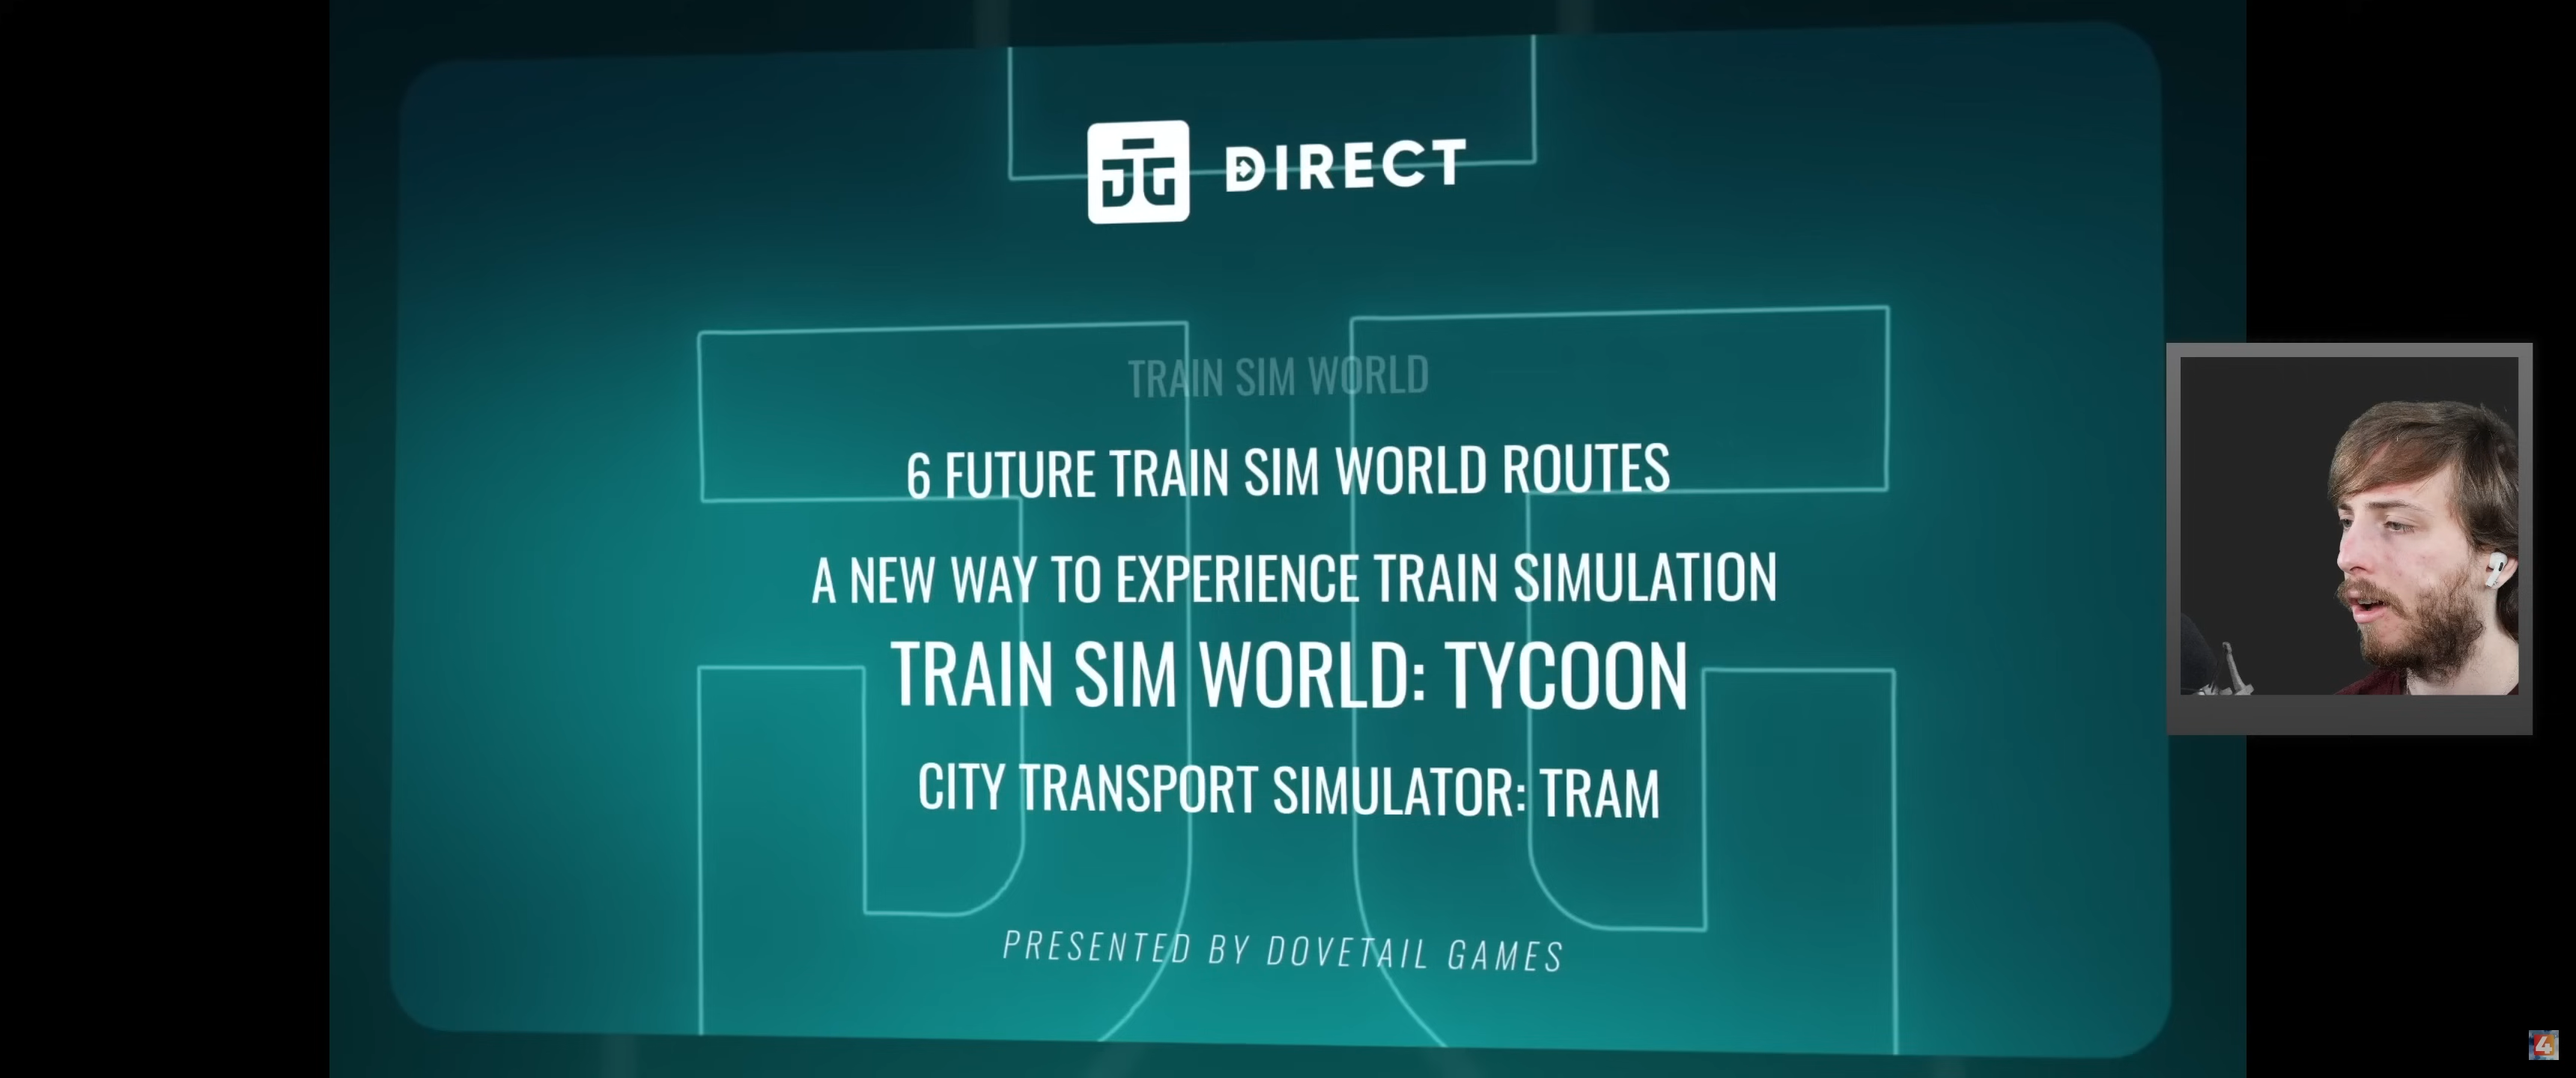 DIRECT
TRAIN SIM WORLD
6 FUTURE TRAIN SIM WORLD ROUTES
A NEW WAY TO EXPERIENCE TRAIN SIMULATION
TRAIN SIM WORLD: TYCOON
CITY TRANSPORT SIMULATOR: TRAM
PRESENTED BY DOVETAIL GAMES
4